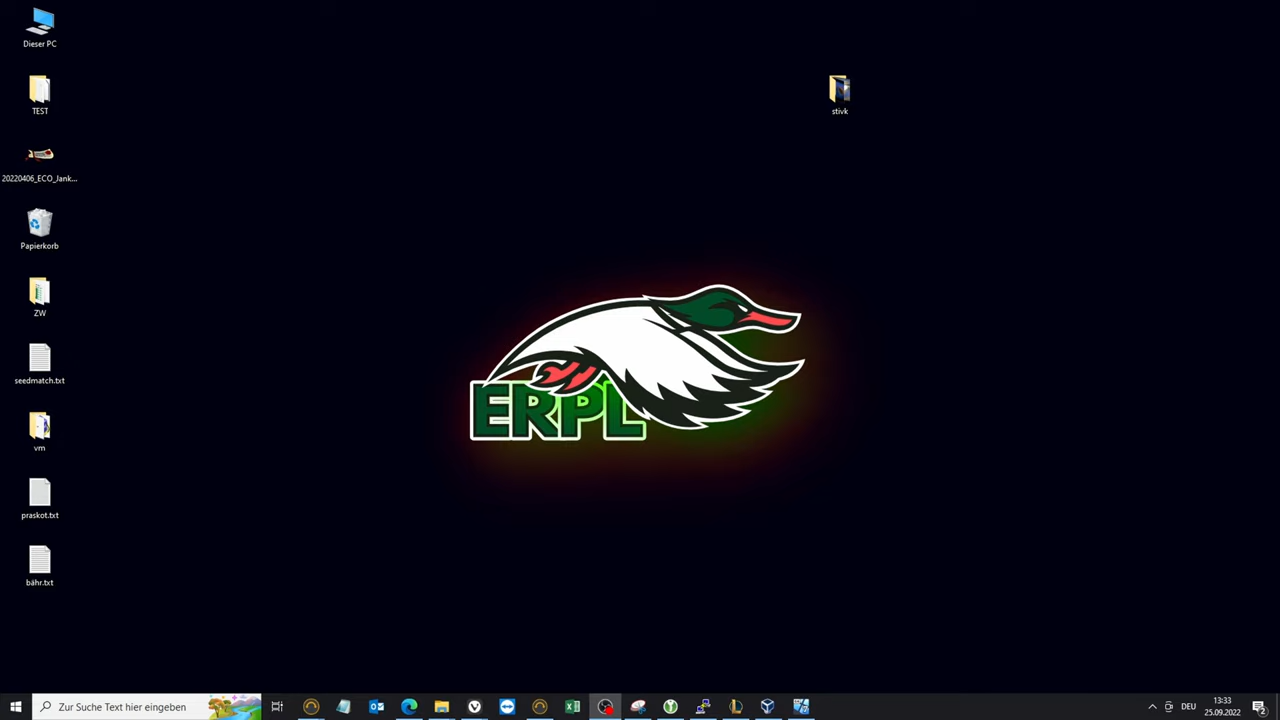 Dieser PC
TEST
20220406_ECO_Jank...
Papierkorb
ZW
seedmatch.txt
vm
praskot.txt
bähr.txt
stivk
ERPL
Zur Suche Text hier eingeben
DEU
13:33
25.09.2022
2